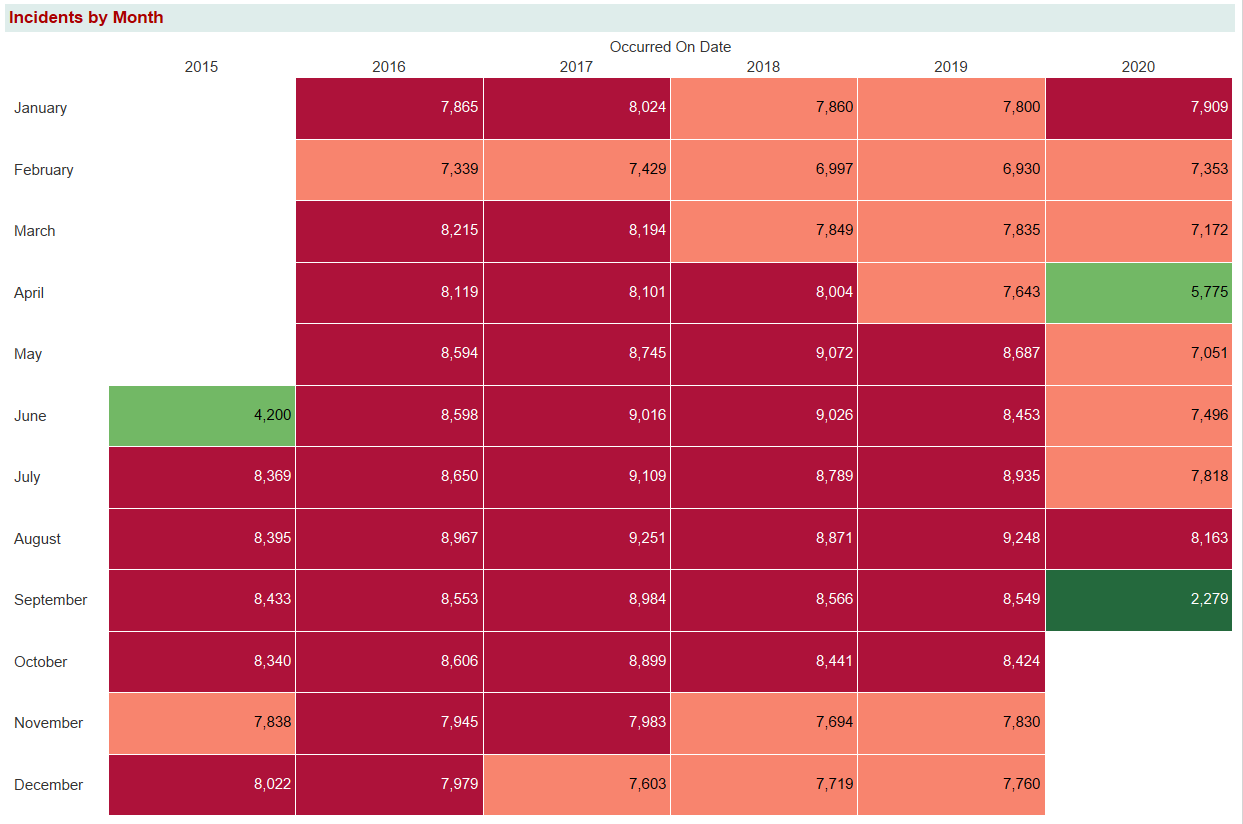 Incidents by Month
Occurred On Date
2015 2016 2017 2018 2019 2020
January 7,865 8,024 7,860 7,800 7,909
February 7,339 7,429 6,997 6,930 7,353
March 8,215 8,194 7,849 7,835 7,172
April 8,119 8,101 8,004 7,643 5,775
May 8,594 8,745 9,072 8,687 7,051
June 4,200 8,598 9,016 9,026 8,453 7,496
July 8,369 8,650 9,109 8,789 8,935 7,818
August 8,395 8,967 9,251 8,871 9,248 8,163
September 8,433 8,553 8,984 8,566 8,549 2,279
October 8,340 8,606 8,899 8,441 8,424
November 7,838 7,945 7,983 7,694 7,830
December 8,022 7,979 7,603 7,719 7,760